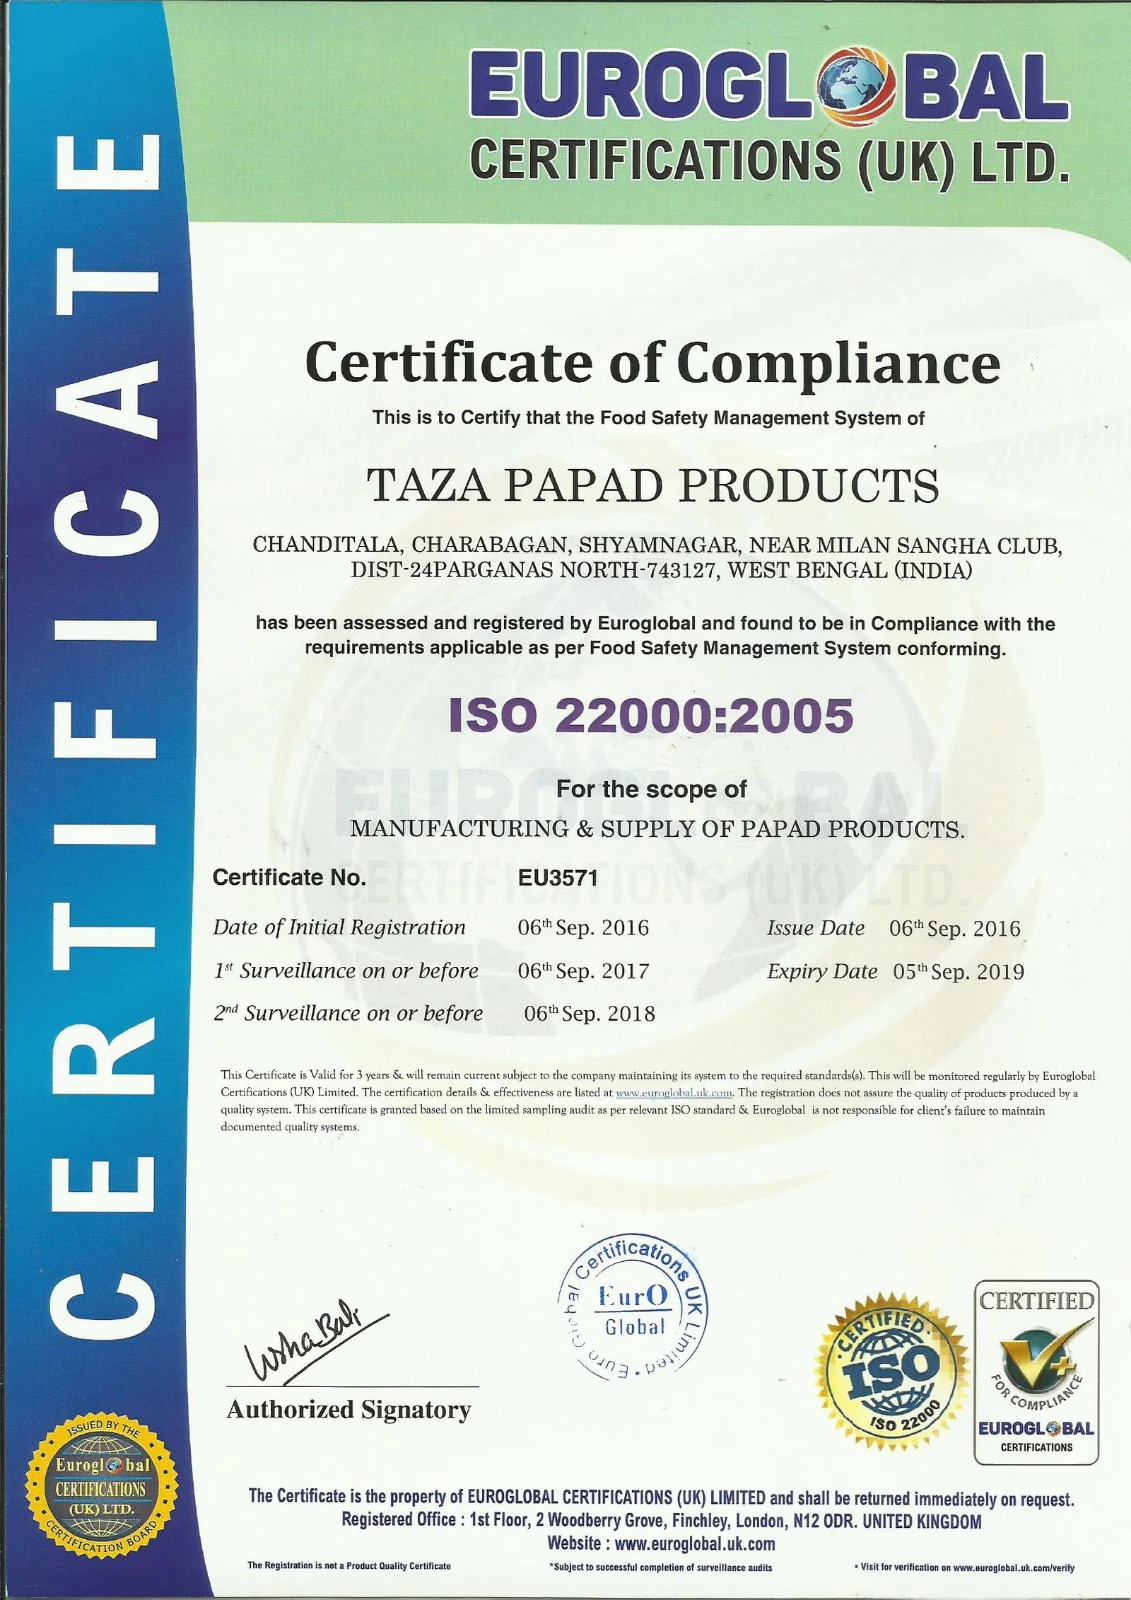 CERTIFICATE
EUROGLOBAL
CERTIFICATIONS (UK) LTD.
Certificate of Compliance
This is to Certify that the Food Safety Management System of
TAZA PAPAD PRODUCTS
CHANDITALA, CHARABAGAN, SHYAMNAGAR, NEAR MILAN SANGHA CLUB,
DIST-24PARGANAS NORTH-743127, WEST BENGAL (INDIA)
has been assessed and registered by Euroglobal and found to be in Compliance with the
requirements applicable as per Food Safety Management System conforming.
ISO 22000:2005
EUROGLOBAL
CERTIFICATIONS (UK) LTD.
For the scope of
MANUFACTURING & SUPPLY OF PAPAD PRODUCTS.
Certificate No. EU3571
Date of Initial Registration 06th Sep. 2016 Issue Date 06th Sep. 2016
1st Surveillance on or before 06th Sep. 2017 Expiry Date 05th Sep. 2019
2nd Surveillance on or before 06th Sep. 2018
This Certificate is Valid for 3 years & will remain current subject to the company maintaining its system to the required standards(s). This will be monitored regularly by Euroglobal
Certifications (UK) Limited. The certification details & effectiveness are listed at www.euroglobal.uk.com. The registration does not assure the quality of products produced by a
quality system. This certificate is granted based on the limited sampling audit as per relevant ISO standard & Euroglobal is not responsible for client's failure to maintain
documented quality systems.
Authorized Signatory
Euro Global Certifications UK Limited
EurO
Global
CERTIFIED
ISO
ISO 22000
CERTIFIED
FOR COMPLIANCE
EUROGLOBAL
CERTIFICATIONS
ISSUED BY THE
Euroglobal
CERTIFICATIONS
(UK) LTD.
CERTIFICATION BOARD
The Certificate is the property of EUROGLOBAL CERTIFICATIONS (UK) LIMITED and shall be returned immediately on request.
Registered Office : 1st Floor, 2 Woodberry Grove, Finchley, London, N12 ODR. UNITED KINGDOM
Website : www.euroglobal.uk.com
The Registration is not a Product Quality Certificate *Subject to successful completion of surveillance audits • Visit for verification on www.euroglobal.uk.com/verify